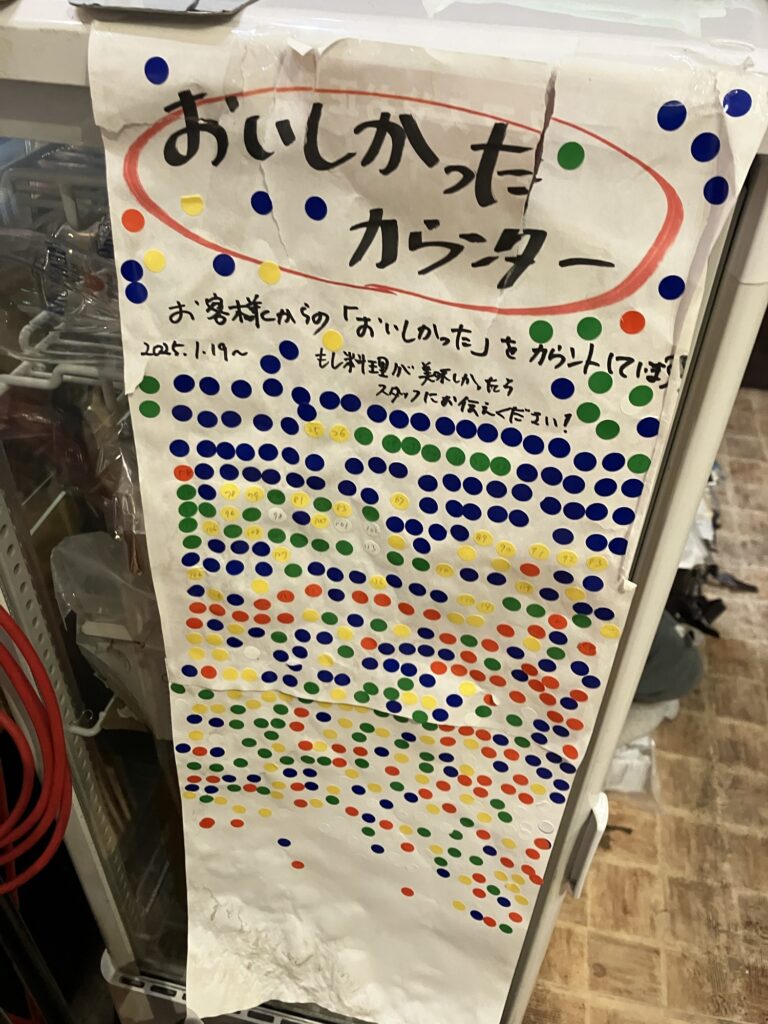 おいしかった
カウンター
お客様からの「おいしかった」をカウントしています!
2025.1.19〜
もし料理が美味しかったら
スタッフにお伝えください!